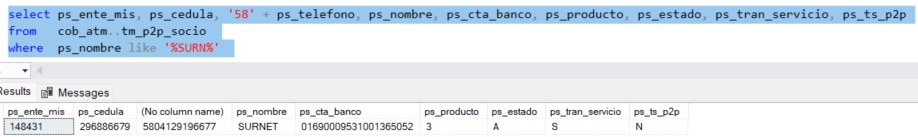 select ps_ente_mis, ps_cedula, '58' + ps_telefono, ps_nombre, ps_cta_banco, ps_producto, ps_estado, ps_tran_servicio, ps_ts_p2p
from cob_atm..tm_p2p_socio
where ps_nombre like '%SURN%'
Results Messages
ps_ente_mis ps_cedula (No column name) ps_nombre ps_cta_banco ps_producto ps_estado ps_tran_servicio ps_ts_p2p
148431 296886679 5804129196677 SURNET 01690009531001365052 3 A S N